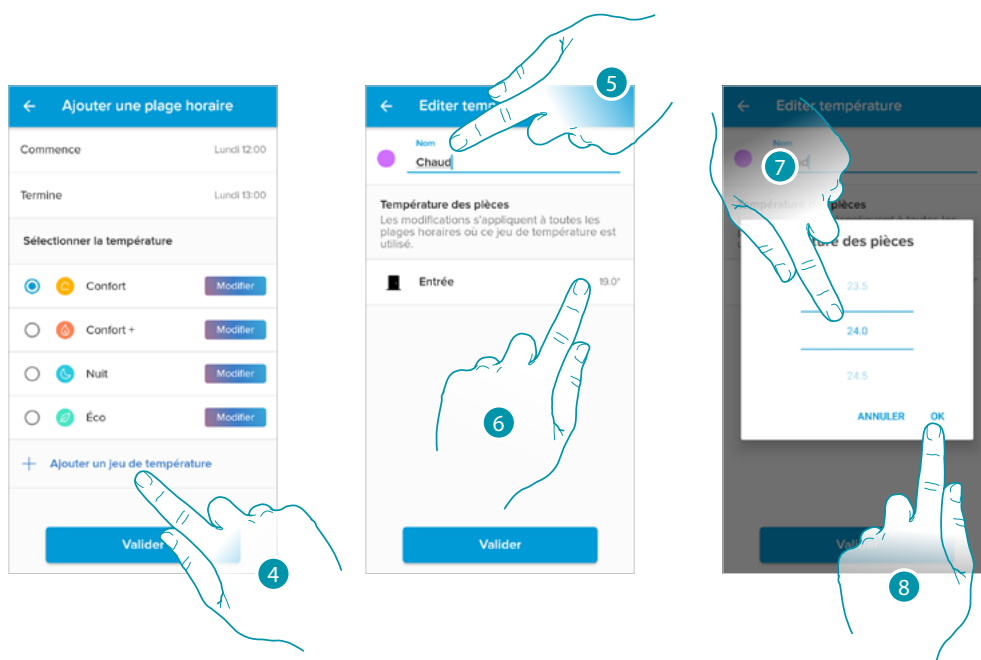 Ajouter une plage horaire
Commence Lundi 12:00
Termine Lundi 13:00
Sélectionner la température
Confort Modifier
Confort + Modifier
Nuit Modifier
Éco Modifier
+ Ajouter un jeu de température
Valider
4
Editer temp
5
Nom
Chaud
Température des pièces
Les modifications s'appliquent à toutes les
plages horaires où ce jeu de température est
utilisé.
Entrée 19.0°
6
Valider
Editer température
Nom
7
pièces
ture des pièces
23.5
24.0
24.5
ANNULER OK
8